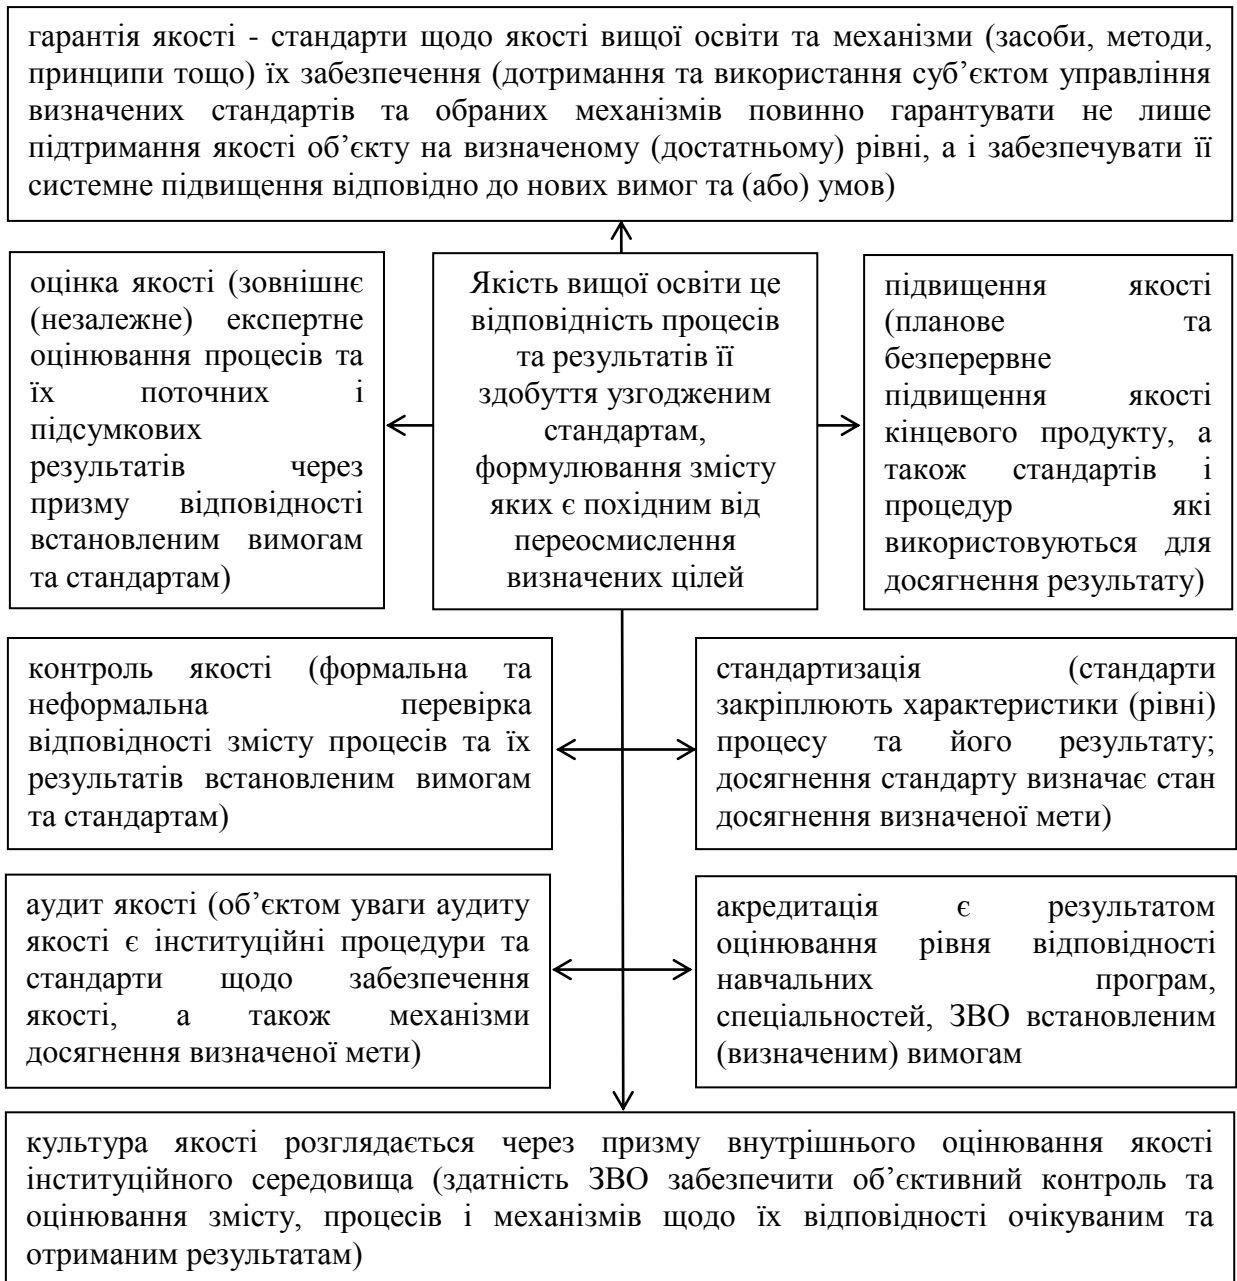 гарантія якості - стандарти щодо якості вищої освіти та механізми (засоби, методи,
принципи тощо) їх забезпечення (дотримання та використання суб’єктом управління
визначених стандартів та обраних механізмів повинно гарантувати не лише
підтримання якості об’єкту на визначеному (достатньому) рівні, а і забезпечувати її
системне підвищення відповідно до нових вимог та (або) умов)
оцінка якості (зовнішнє
(незалежне) експертне
оцінювання процесів та
їх поточних і
підсумкових
результатів через
призму відповідності
встановленим вимогам
та стандартам)
Якість вищої освіти це
відповідність процесів
та результатів її
здобуття узгодженим
стандартам,
формулювання змісту
яких є похідним від
переосмислення
визначених цілей
підвищення якості
(планове та
безперервне
підвищення якості
кінцевого продукту, а
також стандартів і
процедур які
використовуються для
досягнення результату)
контроль якості (формальна та
неформальна перевірка
відповідності змісту процесів та їх
результатів встановленим вимогам
та стандартам)
стандартизація (стандарти
закріплюють характеристики (рівні)
процесу та його результату;
досягнення стандарту визначає стан
досягнення визначеної мети)
аудит якості (об’єктом уваги аудиту
якості є інституційні процедури та
стандарти щодо забезпечення
якості, а також механізми
досягнення визначеної мети)
акредитація є результатом
оцінювання рівня відповідності
навчальних програм,
спеціальностей, ЗВО встановленим
(визначеним) вимогам
культура якості розглядається через призму внутрішнього оцінювання якості
інституційного середовища (здатність ЗВО забезпечити об’єктивний контроль та
оцінювання змісту, процесів і механізмів щодо їх відповідності очікуваним та
отриманим результатам)